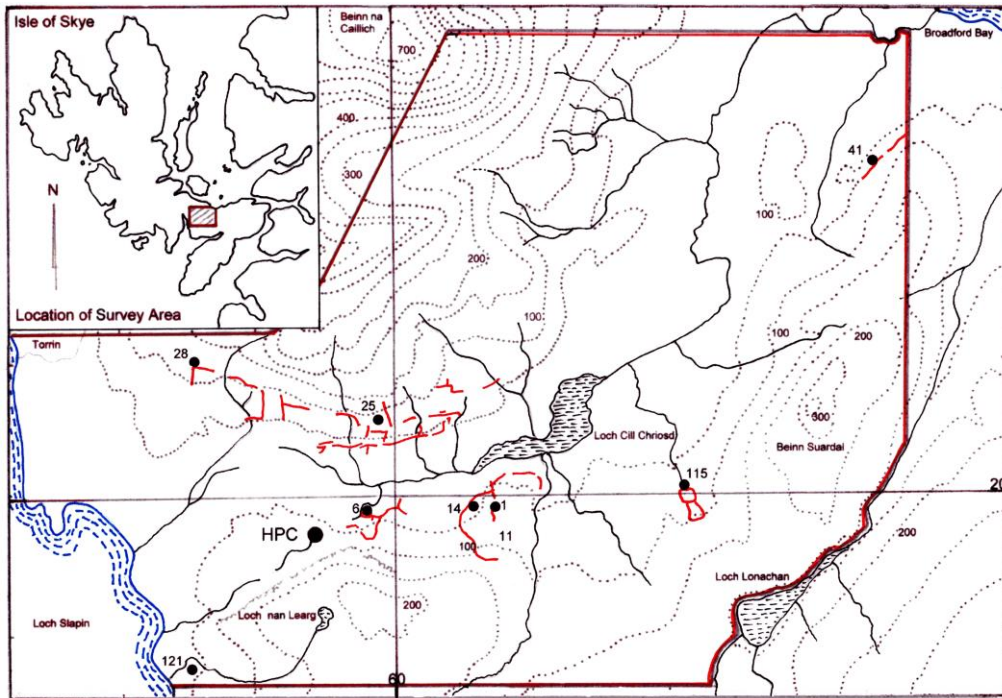 Isle of Skye
N
Location of Survey Area
Beinn na
Caillich
Broadford Bay
700
400
300
41
100
200
100
100
200
Torrin
28
25
300
Loch Cill Chriosd
Beinn Suardal
115
20
6
14
1
HPC
11
100
200
Loch Lonachan
200
Loch nan Learg
Loch Slapin
121
60